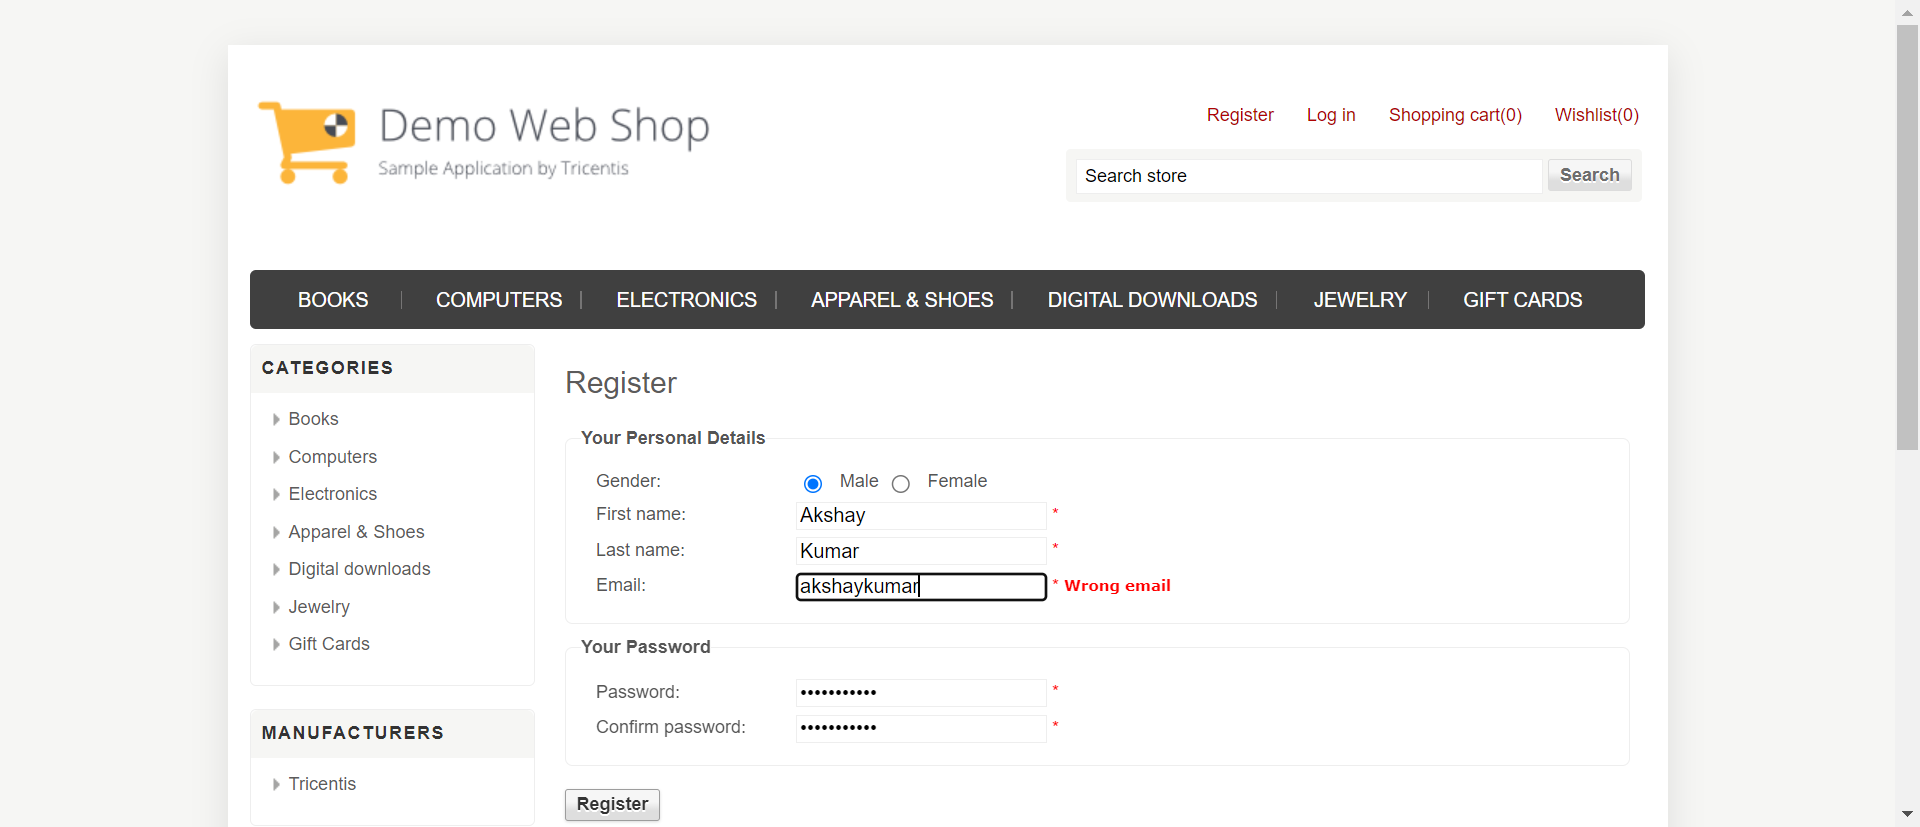 Demo Web Shop
Sample Application by Tricentis
Register Log in Shopping cart(0) Wishlist(0)
Search store Search
BOOKS COMPUTERS ELECTRONICS APPAREL & SHOES DIGITAL DOWNLOADS JEWELRY GIFT CARDS
CATEGORIES
Books
Computers
Electronics
Apparel & Shoes
Digital downloads
Jewelry
Gift Cards
MANUFACTURERS
Tricentis
Register
Your Personal Details
Gender: Male Female
First name: Akshay *
Last name: Kumar *
Email: akshaykumar * Wrong email
Your Password
Password: ••••••••••• *
Confirm password: ••••••••••• *
Register